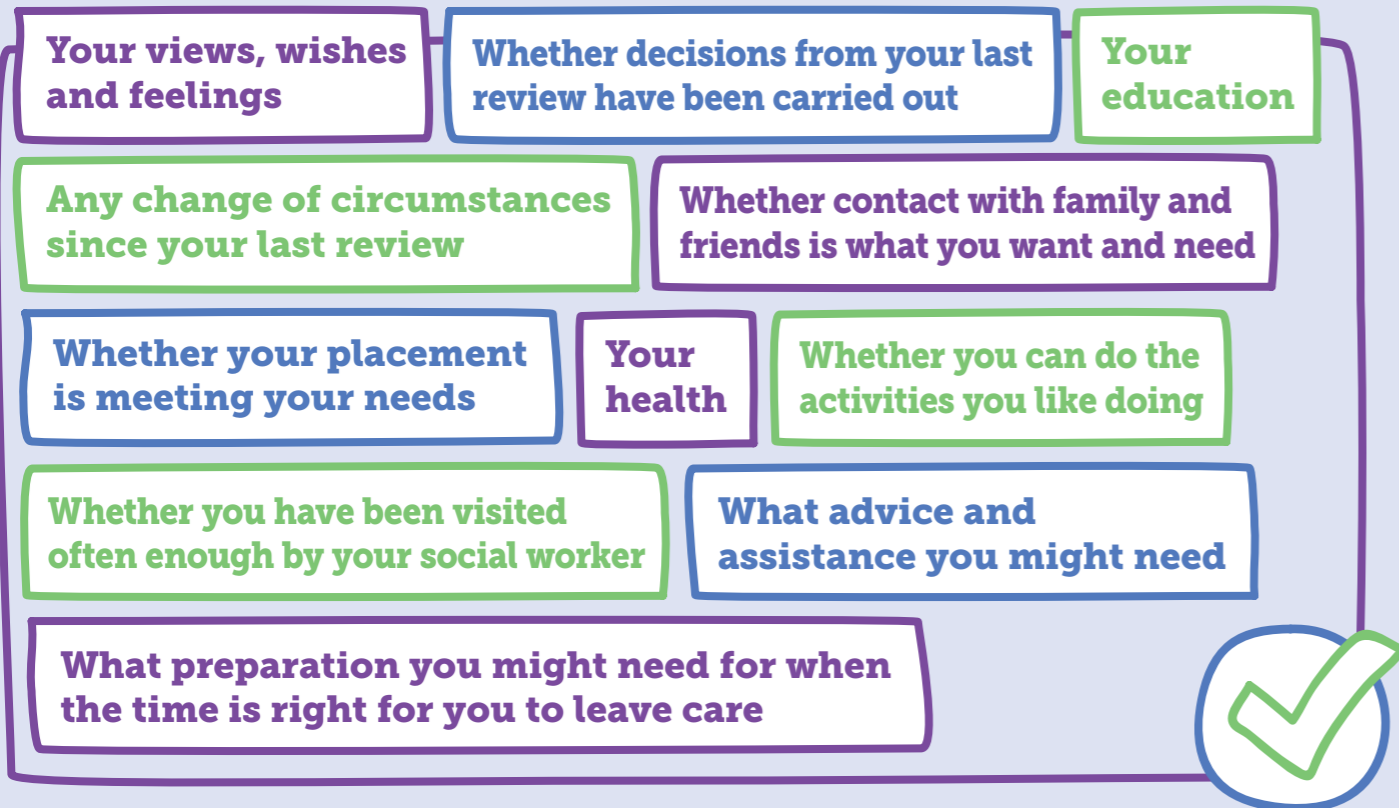 Your views, wishes
and feelings
Whether decisions from your last
review have been carried out
Your
education
Any change of circumstances
since your last review
Whether contact with family and
friends is what you want and need
Whether your placement
is meeting your needs
Your
health
Whether you can do the
activities you like doing
Whether you have been visited
often enough by your social worker
What advice and
assistance you might need
What preparation you might need for when
the time is right for you to leave care